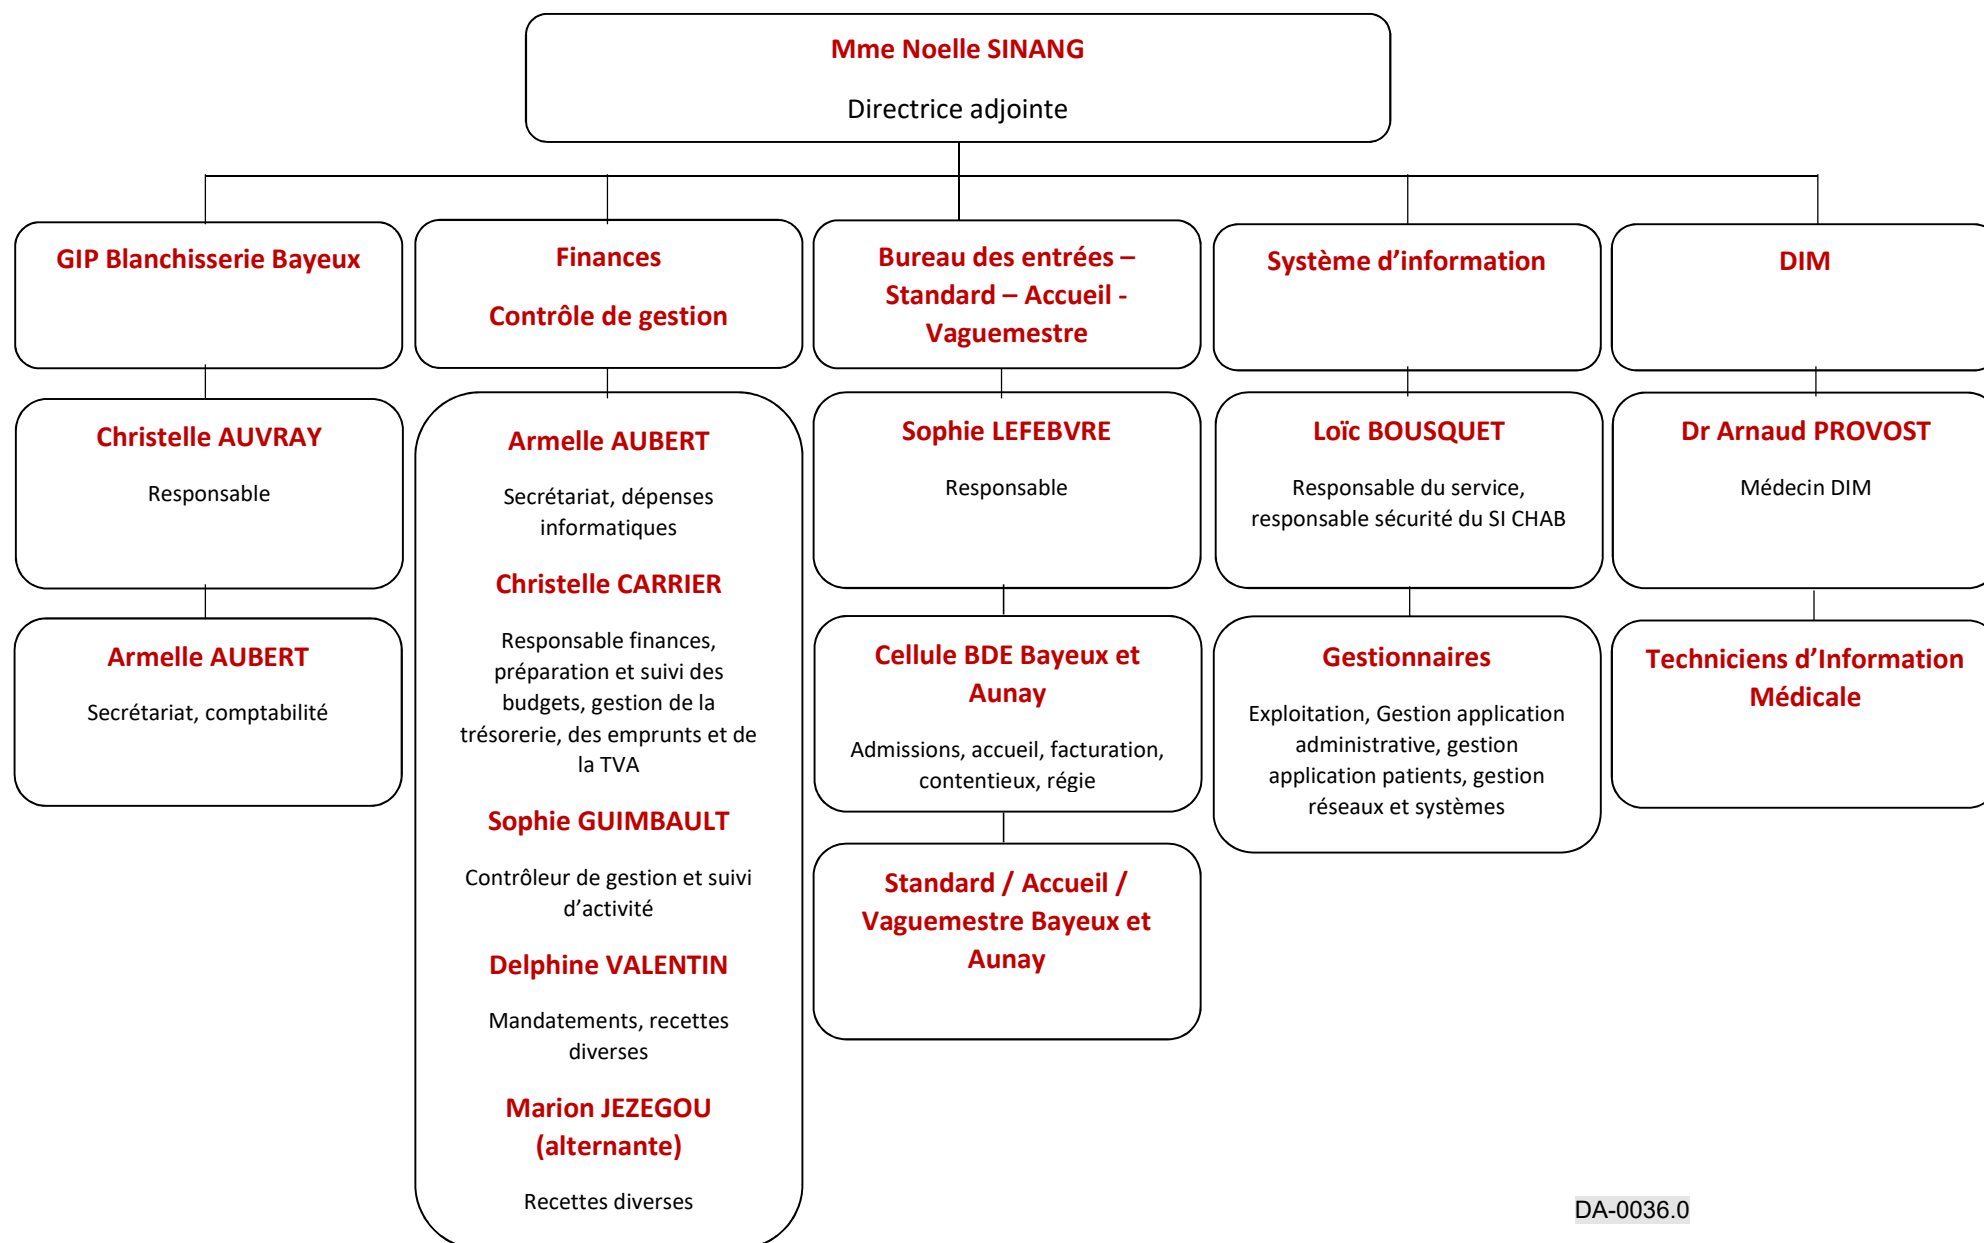 Mme Noelle SINANG
Directrice adjointe
GIP Blanchisserie Bayeux
Christelle AUVRAY
Responsable
Armelle AUBERT
Secrétariat, comptabilité
Finances
Contrôle de gestion
Armelle AUBERT
Secrétariat, dépenses
informatiques
Christelle CARRIER
Responsable finances,
préparation et suivi des
budgets, gestion de la
trésorerie, des emprunts et de
la TVA
Sophie GUIMBAULT
Contrôleur de gestion et suivi
d’activité
Delphine VALENTIN
Mandatements, recettes
diverses
Marion JEZEGOU
(alternante)
Recettes diverses
Bureau des entrées –
Standard – Accueil -
Vaguemestre
Sophie LEFEBVRE
Responsable
Cellule BDE Bayeux et
Aunay
Admissions, accueil, facturation,
contentieux, régie
Standard / Accueil /
Vaguemestre Bayeux et
Aunay
Système d’information
Loïc BOUSQUET
Responsable du service,
responsable sécurité du SI CHAB
Gestionnaires
Exploitation, Gestion application
administrative, gestion
application patients, gestion
réseaux et systèmes
DIM
Dr Arnaud PROVOST
Médecin DIM
Techniciens d’Information
Médicale
DA-0036.0